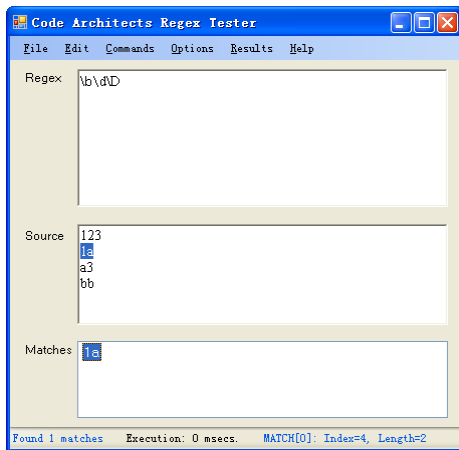 Code Architects Regex Tester
File Edit Commands Options Results Help
Regex
\b\d\D
Source
123
1a
a3
bb
Matches
1a
Found 1 matches Execution: 0 msecs. MATCH[0]: Index=4, Length=2